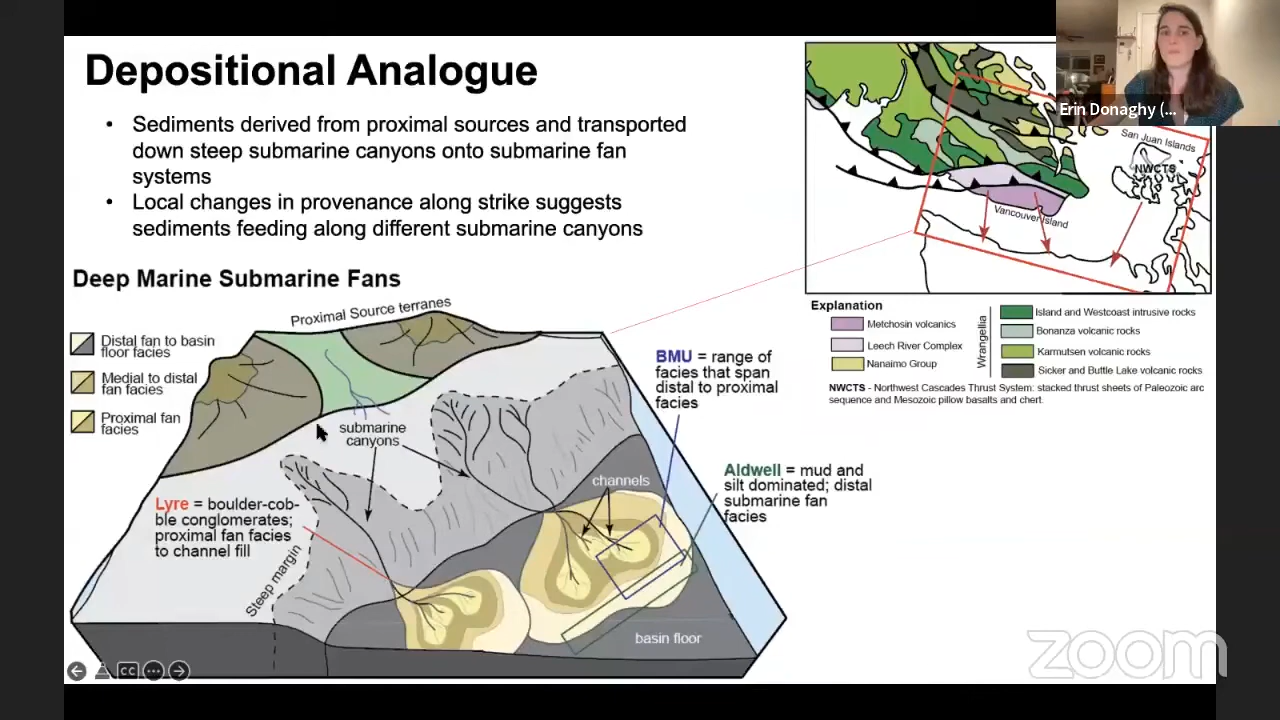 Depositional Analogue
• Sediments derived from proximal sources and transported
down steep submarine canyons onto submarine fan
systems
• Local changes in provenance along strike suggests
sediments feeding along different submarine canyons
Deep Marine Submarine Fans
Proximal Source terranes
Distal fan to basin
floor facies
Medial to distal
fan facies
Proximal fan
facies
submarine
canyons
Lyre = boulder-cob-
ble conglomerates;
proximal fan facies
to channel fill
Steep margin
channels
basin floor
BMU = range of
facies that span
distal to proximal
facies
Aldwell = mud and
silt dominated; distal
submarine fan
facies
Erin Donaghy (...
San Juan Islands
NWCTS
Vancouver Island
Explanation
Metchosin volcanics
Leech River Complex
Nanaimo Group
Wrangellia
Island and Westcoast intrusive rocks
Bonanza volcanic rocks
Karmutsen volcanic rocks
Sicker and Buttle Lake volcanic rocks
NWCTS - Northwest Cascades Thrust System: stacked thrust sheets of Paleozoic arc
sequence and Mesozoic pillow basalts and chert.
CC
zoom